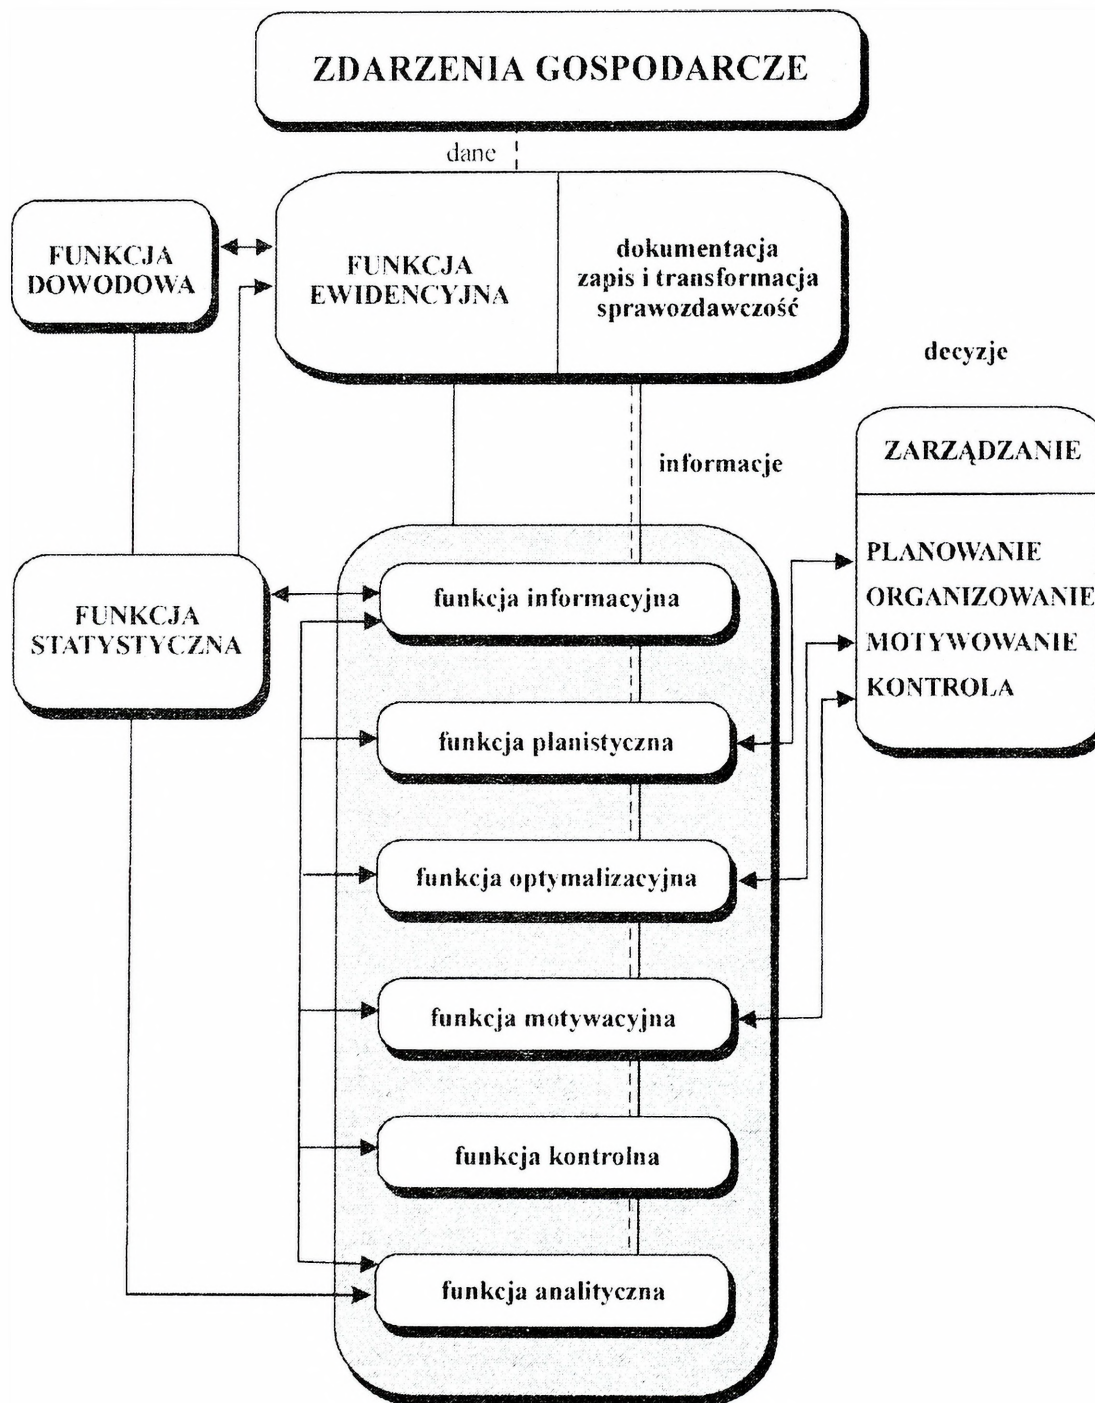 ZDARZENIA GOSPODARCZE
dane
FUNKCJA
DOWODOWA
FUNKCJA
EWIDENCYJNA
dokumentacja
zapis i transformacja
sprawozdawczość
decyzje
informacje
ZARZĄDZANIE
PLANOWANIE
ORGANIZOWANIE
MOTYWOWANIE
KONTROLA
FUNKCJA
STATYSTYCZNA
funkcja informacyjna
funkcja planistyczna
funkcja optymalizacyjna
funkcja motywacyjna
funkcja kontrolna
funkcja analityczna